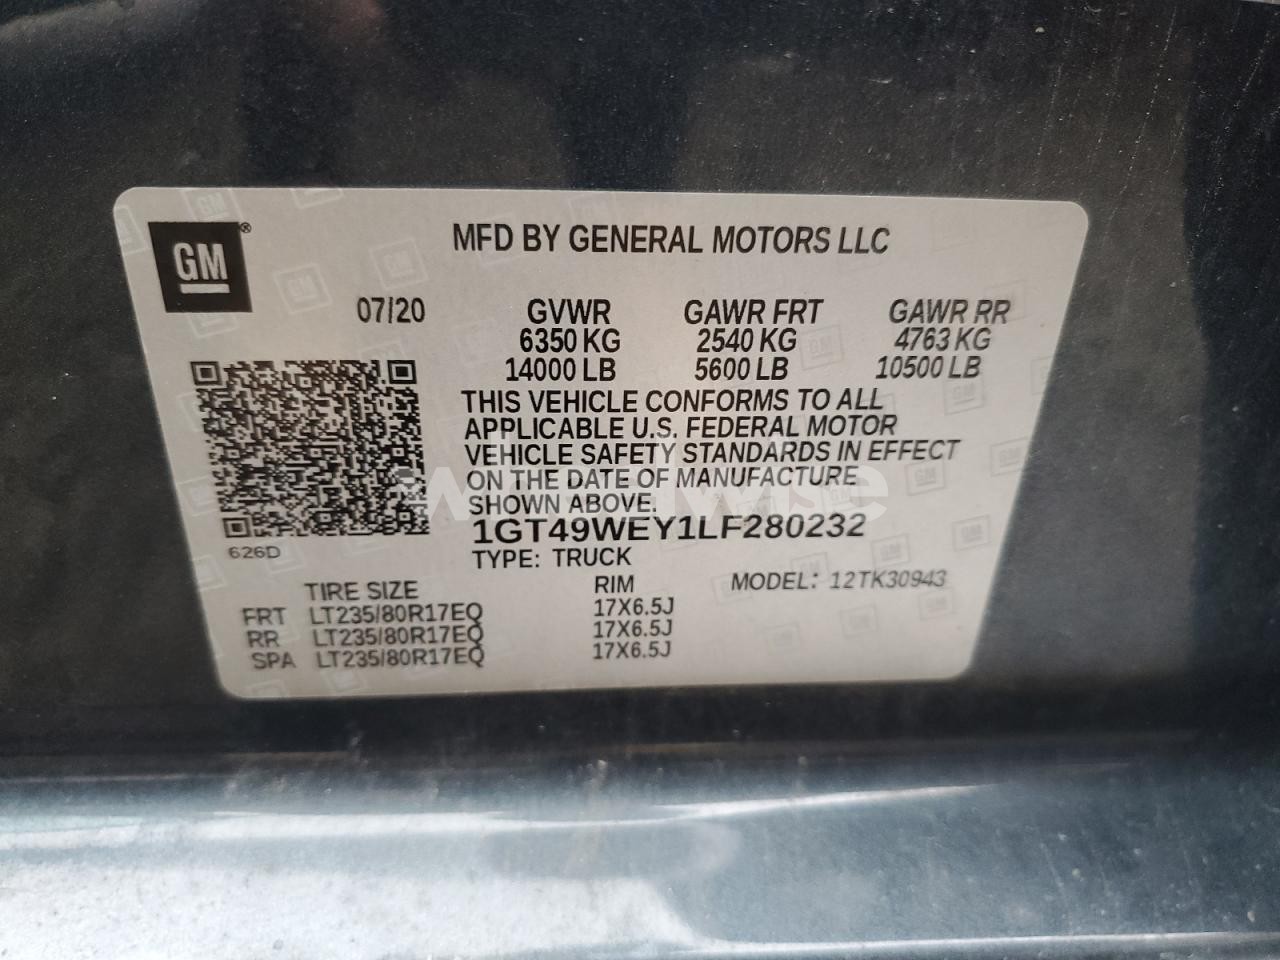 GM®
MFD BY GENERAL MOTORS LLC
07/20 GVWR GAWR FRT GAWR RR
6350 KG 2540 KG 4763 KG
14000 LB 5600 LB 10500 LB
THIS VEHICLE CONFORMS TO ALL
APPLICABLE U.S. FEDERAL MOTOR
VEHICLE SAFETY STANDARDS IN EFFECT
ON THE DATE OF MANUFACTURE
SHOWN ABOVE.
1GT49WEY1LF280232
626D
TYPE: TRUCK
TIRE SIZE RIM MODEL: 12TK30943
FRT LT235/80R17EQ 17X6.5J
RR LT235/80R17EQ 17X6.5J
SPA LT235/80R17EQ 17X6.5J